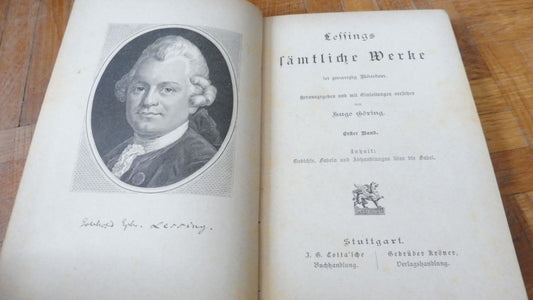 Gotthold Ephr. Lessing.
Lessings
sämtliche Werke
in zwanzig Bänden.
Herausgegeben und mit Einleitungen versehen
von
Hugo Göring.
Erster Band.
Inhalt:
Gedichte, Fabeln und Abhandlungen über die Fabel.
Stuttgart.
J. G. Cotta'sche
Buchhandlung.
Gebrüder Kröner,
Verlagshandlung.